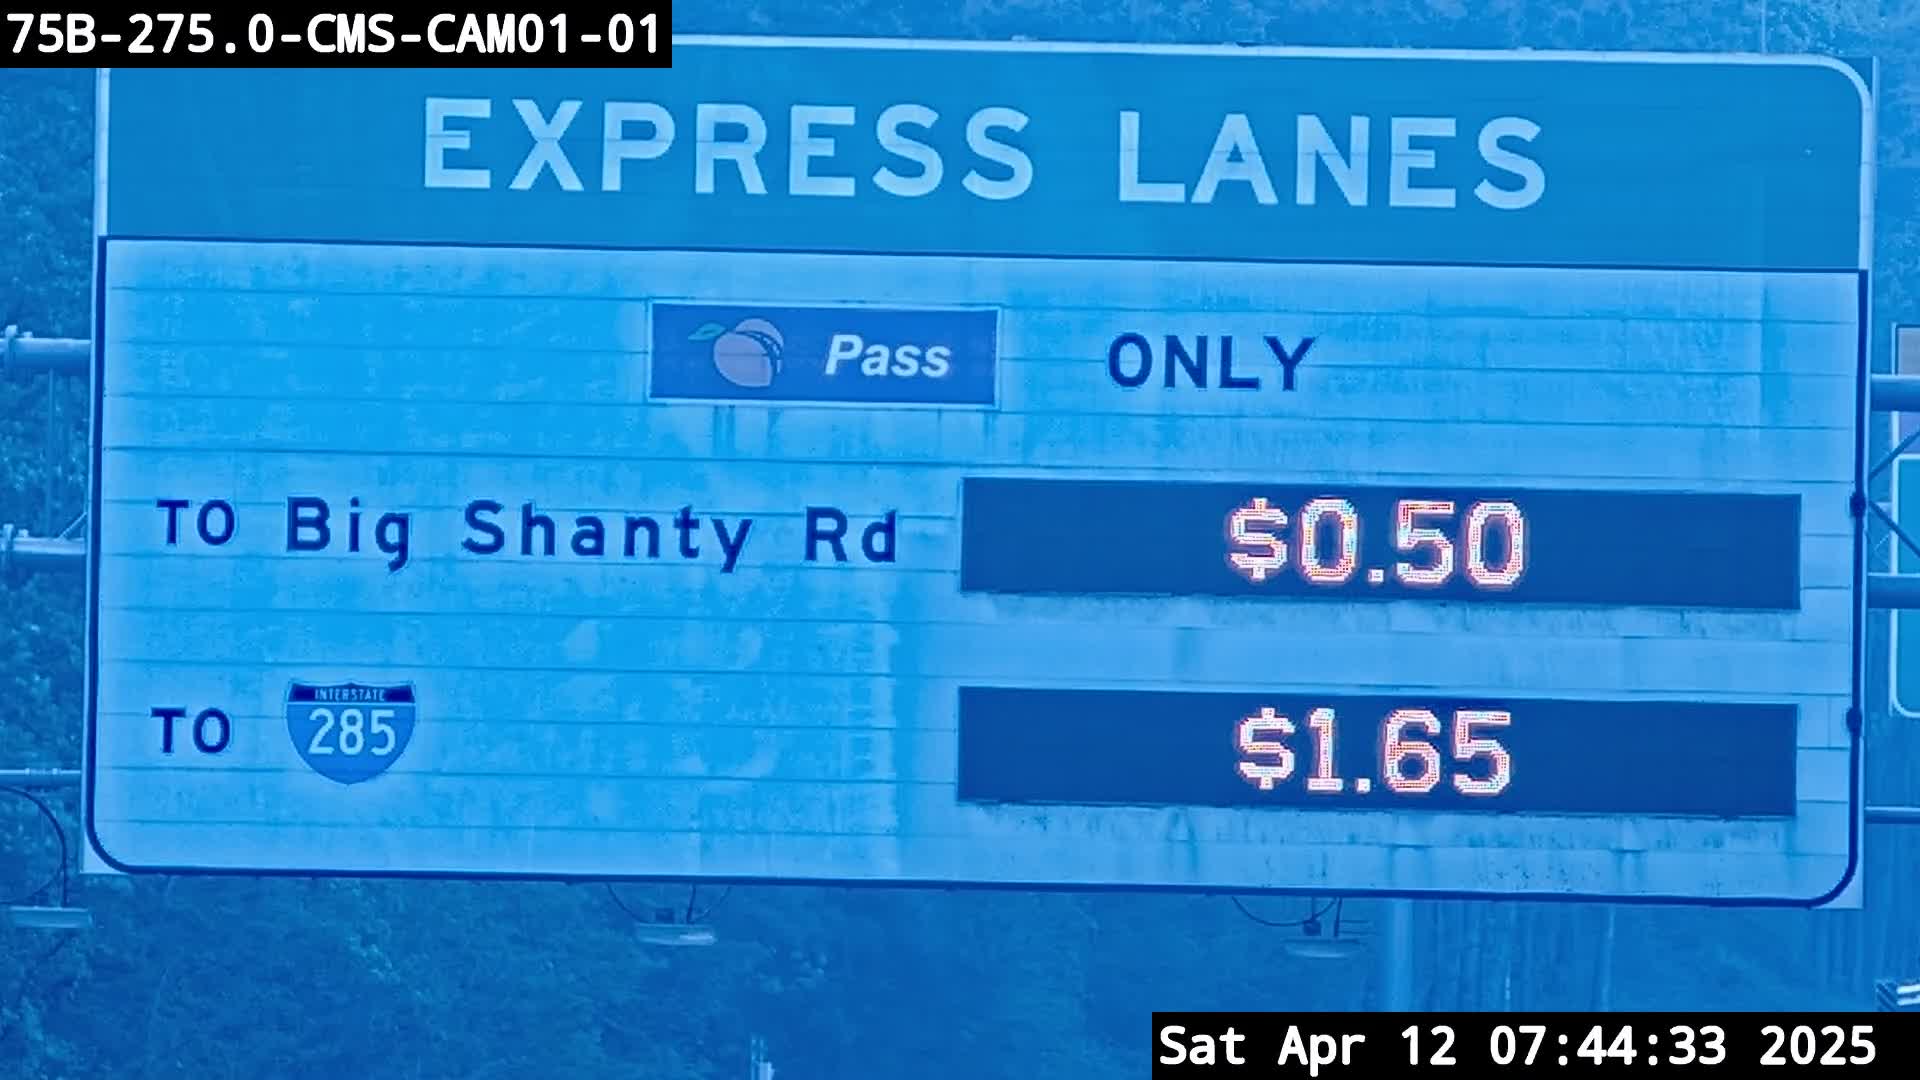 75B-275.0-CMS-CAM01-01
EXPRESS LANES
Pass ONLY
TO Big Shanty Rd $0.50
INTERSTATE
TO 285 $1.65
Sat Apr 12 07:44:33 2025